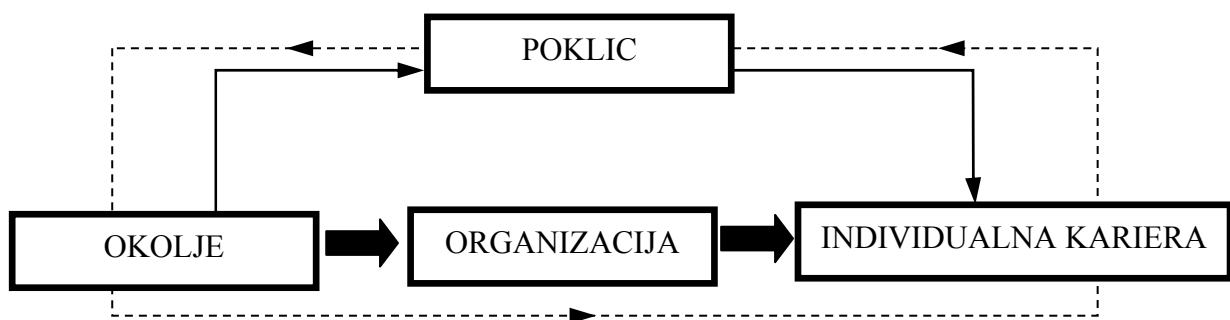 POKLIC
OKOLJE
ORGANIZACIJA
INDIVIDUALNA KARIERA